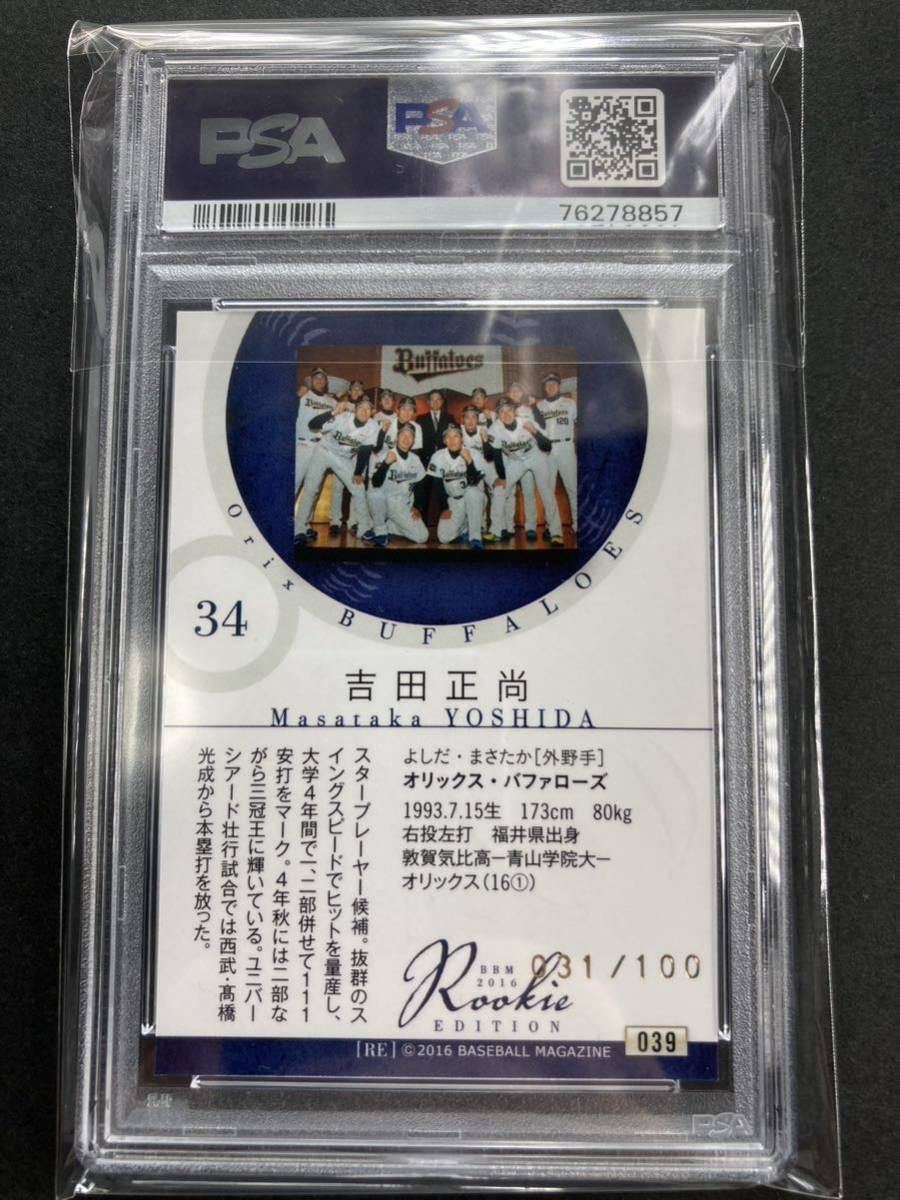 PSA
PSA
76278857
Buffaloes
Orix BUFFALOES
34
吉田正尚
Masataka YOSHIDA
よしだ・まさたか[外野手]
オリックス・バファローズ
1993.7.15生 173cm 80kg
右投左打 福井県出身
敦賀気比高ー青山学院大ー
オリックス(16①)
スタープレーヤー候補。抜群のス
イングスピードでヒットを量産し、
大学4年間で一、二部併せて111
安打をマーク。4年秋には二部な
がら三冠王に輝いている。ユニバー
シアード壮行試合では西武・髙橋
光成から本塁打を放った。
031/100
BBM
2016
Rookie
EDITION
[RE] ©2016 BASEBALL MAGAZINE
039
PSA